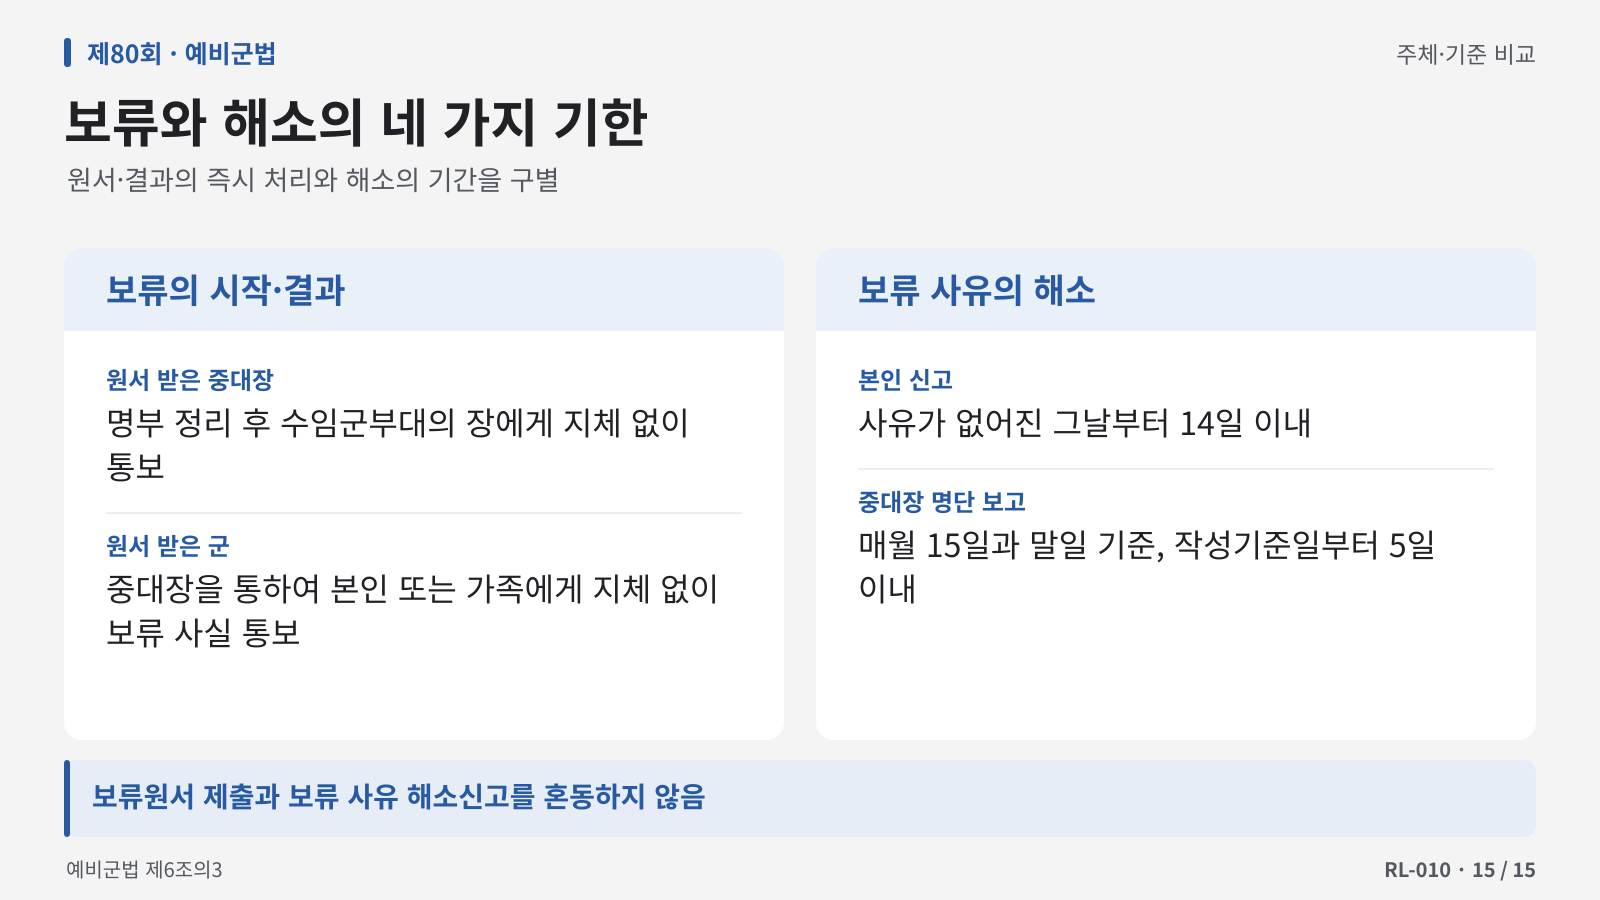 제80회 · 예비군법
주체·기준 비교
보류와 해소의 네 가지 기한
원서·결과의 즉시 처리와 해소의 기간을 구별
보류의 시작·결과
원서 받은 중대장
명부 정리 후 수임군부대의 장에게 지체 없이
통보
원서 받은 군
중대장을 통하여 본인 또는 가족에게 지체 없이
보류 사실 통보
보류 사유의 해소
본인 신고
사유가 없어진 그날부터 14일 이내
중대장 명단 보고
매월 15일과 말일 기준, 작성기준일부터 5일
이내
보류원서 제출과 보류 사유 해소신고를 혼동하지 않음
예비군법 제6조의3
RL-010 · 15 / 15